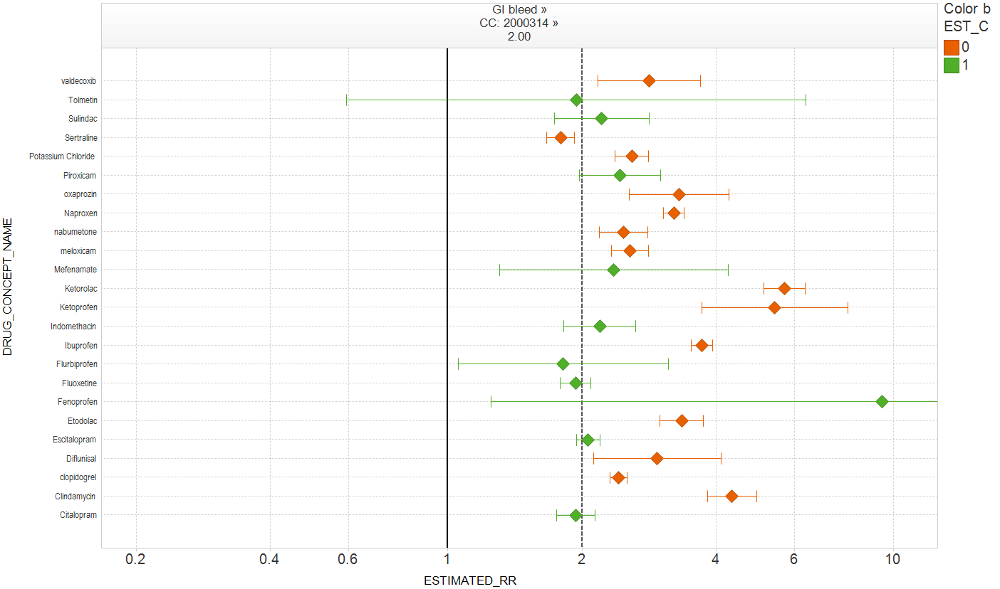 GI bleed »
CC: 2000314 »
2.00
Color b
EST_C
0
1
DRUG_CONCEPT_NAME
valdecoxib
Tolmetin
Sulindac
Sertraline
Potassium Chloride
Piroxicam
oxaprozin
Naproxen
nabumetone
meloxicam
Mefenamate
Ketorolac
Ketoprofen
Indomethacin
Ibuprofen
Flurbiprofen
Fluoxetine
Fenoprofen
Etodolac
Escitalopram
Diflunisal
clopidogrel
Clindamycin
Citalopram
0.2 0.4 0.6 1 2 4 6 10
ESTIMATED_RR